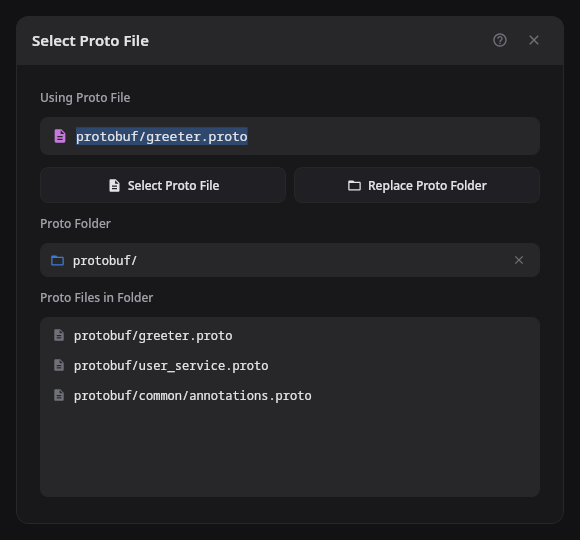 Select Proto File
Using Proto File
protobuf/greeter.proto
Select Proto File
Replace Proto Folder
Proto Folder
protobuf/
Proto Files in Folder
protobuf/greeter.proto
protobuf/user_service.proto
protobuf/common/annotations.proto